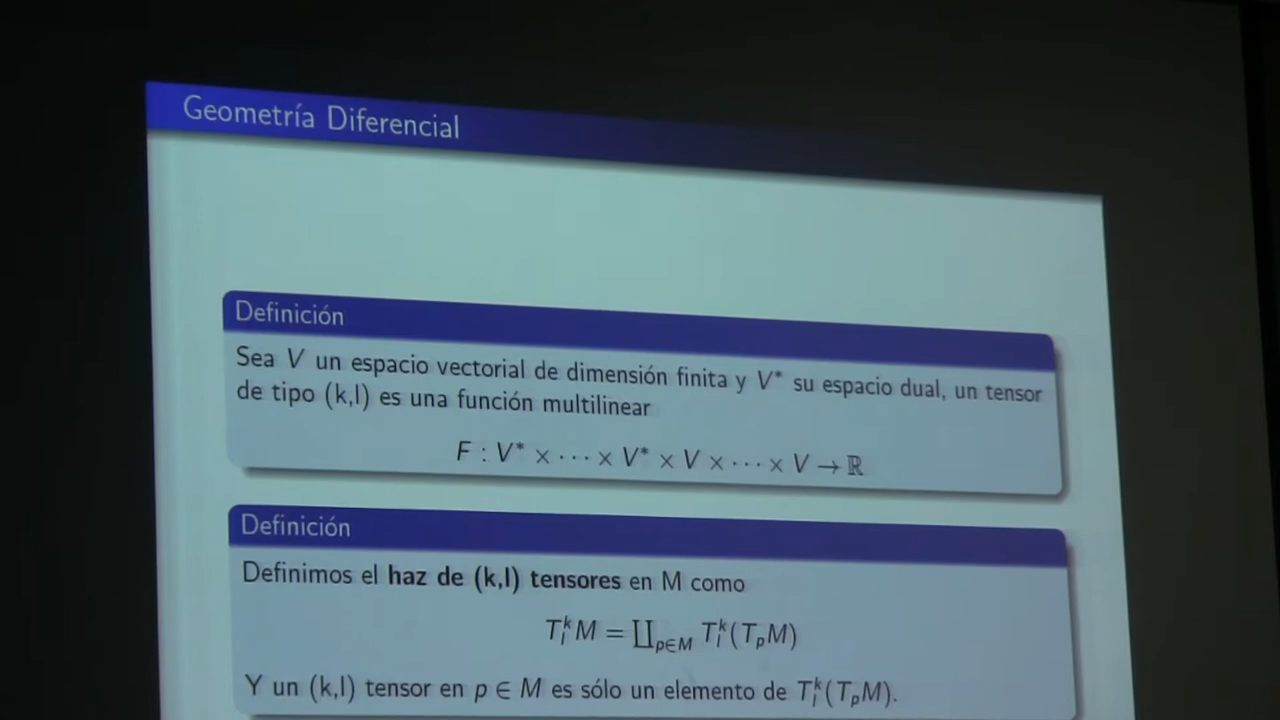 Geometría Diferencial
Definición
Sea V un espacio vectorial de dimensión finita y V* su espacio dual, un tensor
de tipo (k,l) es una función multilinear
F : V* × ⋯ × V* × V × ⋯ × V → ℝ
Definición
Definimos el haz de (k,l) tensores en M como
T^k_l M = ∐_{p∈M} T^k_l(T_pM)
Y un (k,l) tensor en p ∈ M es sólo un elemento de T^k_l(T_pM).